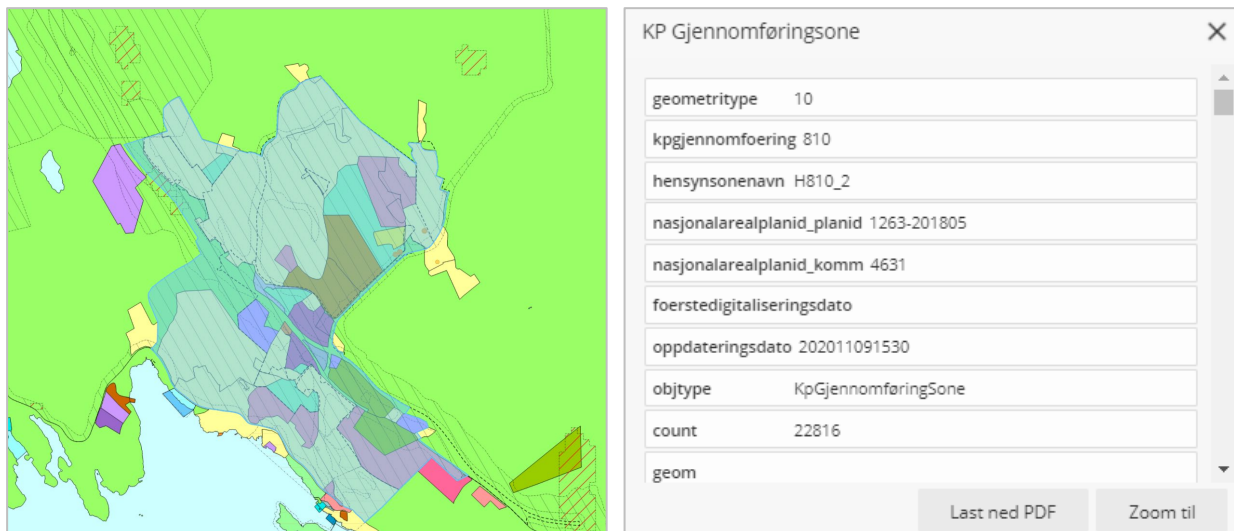 KP Gjennomføringsone
geometritype 10
kpgjennomfoering 810
hensynsonenavn H810_2
nasjonalarealplanid_planid 1263-201805
nasjonalarealplanid_komm 4631
foerstedigitaliseringsdato
oppdateringsdato 202011091530
objtype KpGjennomføringSone
count 22816
geom
Last ned PDF Zoom til